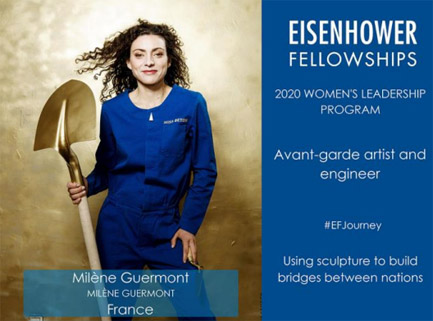 EISENHOWER
FELLOWSHIPS
2020 WOMEN'S LEADERSHIP
PROGRAM
Avant-garde artist and
engineer
#EFJourney
Using sculpture to build
bridges between nations
Milène Guermont
MILÈNE GUERMONT
France